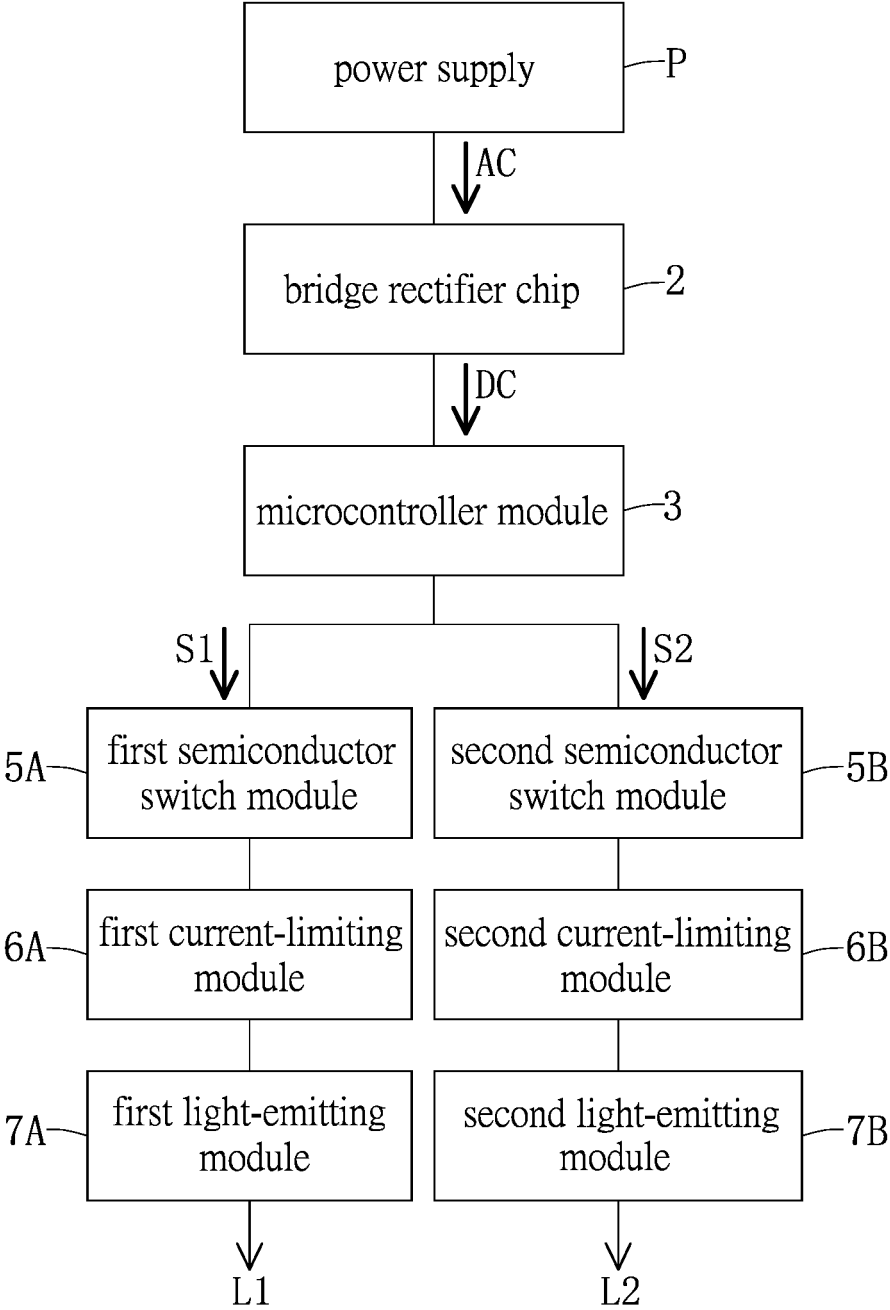 power supply
P
AC
bridge rectifier chip
2
DC
microcontroller module
3
S1
S2
5A
first semiconductor
switch module
second semiconductor
switch module
5B
6A
first current-limiting
module
second current-limiting
module
6B
7A
first light-emitting
module
second light-emitting
module
7B
L1
L2